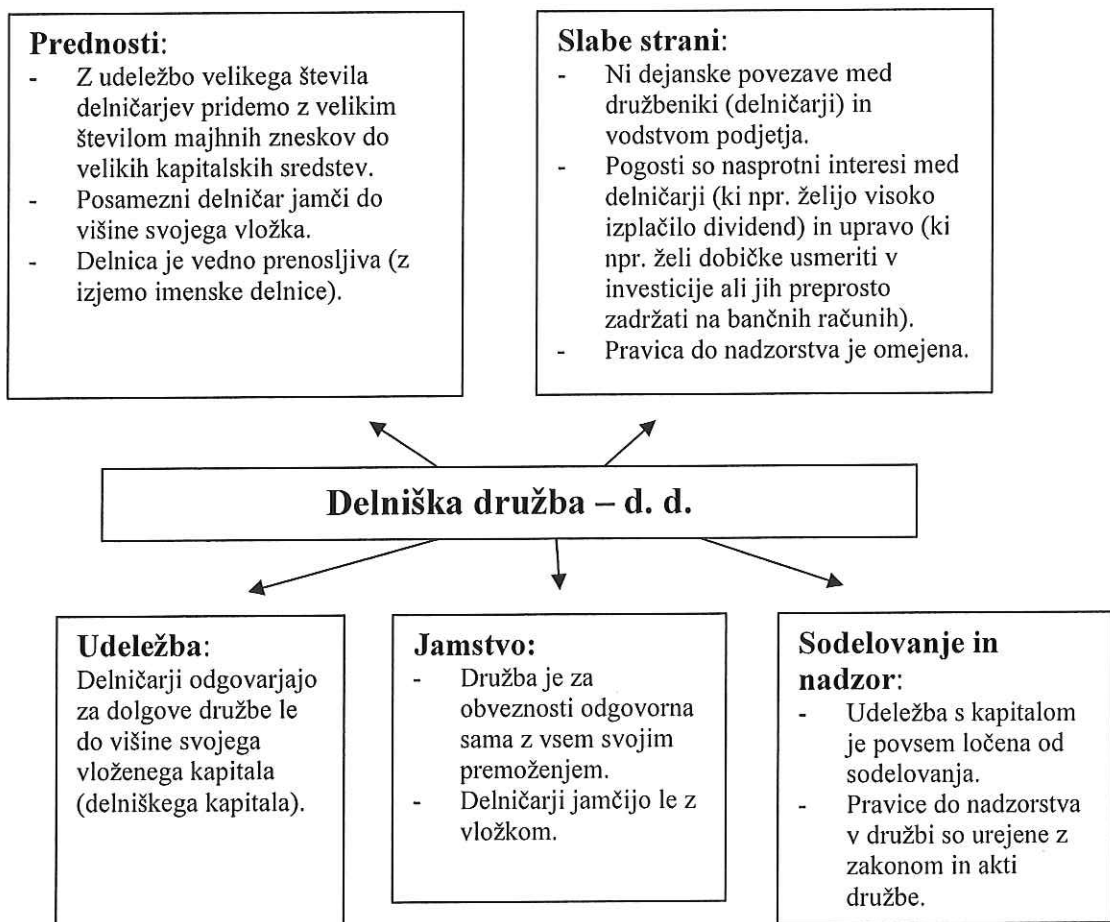 Prednosti:
- Z udeležbo velikega števila
delničarjev pridemo z velikim
številom majhnih zneskov do
velikih kapitalskih sredstev.
- Posamezni delničar jamči do
višine svojega vložka.
- Delnica je vedno prenosljiva (z
izjemo imenske delnice).
Slabe strani:
- Ni dejanske povezave med
družbeniki (delničarji) in
vodstvom podjetja.
- Pogosti so nasprotni interesi med
delničarji (ki npr. želijo visoko
izplačilo dividend) in upravo (ki
npr. želi dobičke usmeriti v
investicije ali jih preprosto
zadržati na bančnih računih).
- Pravica do nadzorstva je omejena.
Delniška družba – d. d.
Udeležba:
Delničarji odgovarjajo
za dolgove družbe le
do višine svojega
vloženega kapitala
(delniškega kapitala).
Jamstvo:
- Družba je za
obveznosti odgovorna
sama z vsem svojim
premoženjem.
- Delničarji jamčijo le z
vložkom.
Sodelovanje in
nadzor:
- Udeležba s kapitalom
je povsem ločena od
sodelovanja.
- Pravice do nadzorstva
v družbi so urejene z
zakonom in akti
družbe.